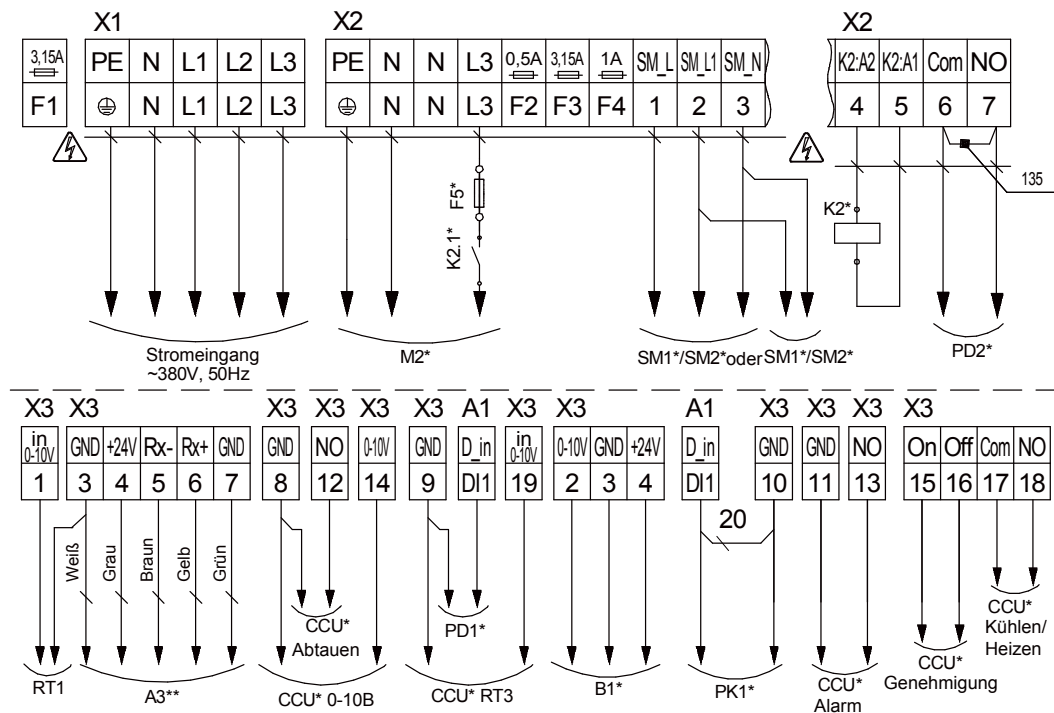 X1 X2 X2
3,15A PE N L1 L2 L3 PE N N L3 0,5A 3,15A 1A SM_L SM_L1 SM_N K2:A2 K2:A1 Com NO
F1 N L1 L2 L3 N N L3 F2 F3 F4 1 2 3 4 5 6 7
135
F5*
K2*
K2.1*
Stromeingang
~380V, 50Hz
M2*
SM1*/SM2*oder SM1*/SM2*
PD2*
X3 X3 X3 X3 X3 X3 A1 X3 X3 A1 X3 X3 X3 X3
in 0-10V GND +24V Rx- Rx+ GND GND NO 0-10V GND D_in in 0-10V 0-10V GND +24V D_in GND GND NO On Off Com NO
1 3 4 5 6 7 8 12 14 9 DI1 19 2 3 4 DI1 10 11 13 15 16 17 18
20
Weiß Grau Braun Gelb Grün
CCU*
Abtauen
PD1*
CCU*
Kühlen/
Heizen
RT1
A3**
CCU* 0-10B
CCU* RT3
B1*
PK1*
CCU*
Alarm
CCU*
Genehmigung